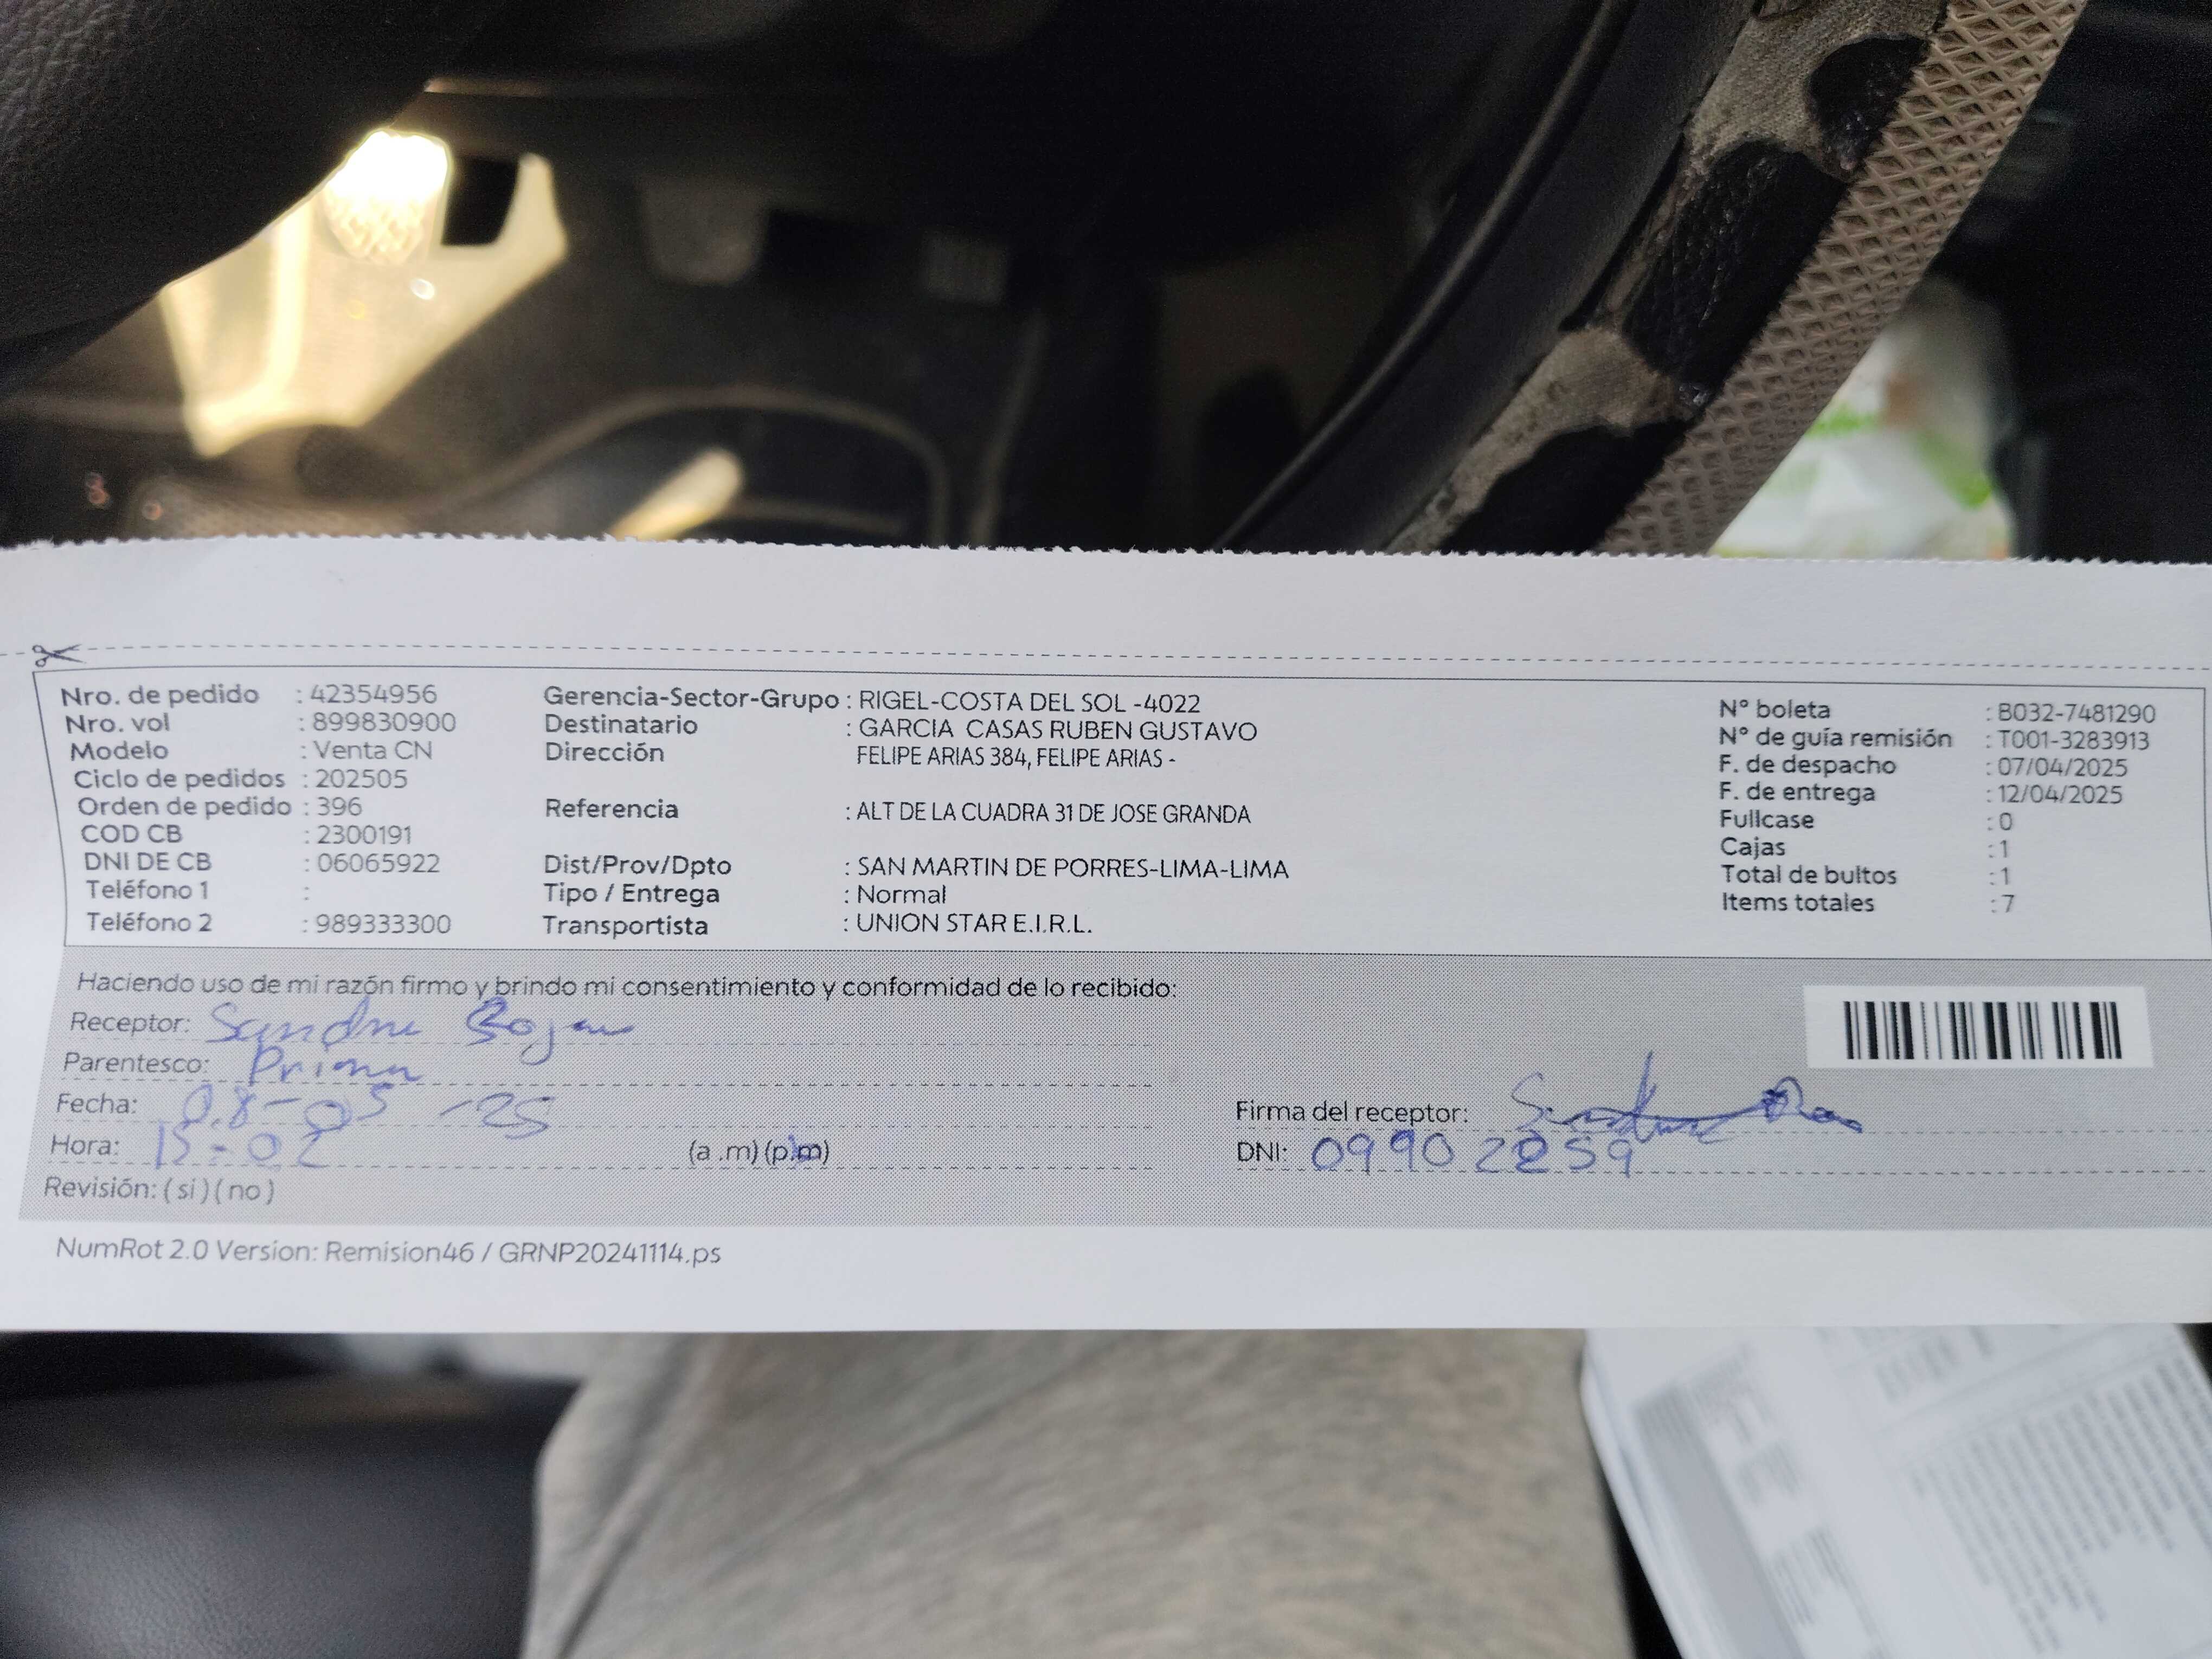 Nro. de pedido : 42354956
Nro. vol : 899830900
Modelo : Venta CN
Ciclo de pedidos : 202505
Orden de pedido : 396
COD CB : 2300191
DNI DE CB : 06065922
Teléfono 1 :
Teléfono 2 : 989333300
Gerencia-Sector-Grupo : RIGEL-COSTA DEL SOL -4022
Destinatario : GARCIA CASAS RUBEN GUSTAVO
Dirección FELIPE ARIAS 384, FELIPE ARIAS -
Referencia : ALT DE LA CUADRA 31 DE JOSE GRANDA
Dist/Prov/Dpto : SAN MARTIN DE PORRES-LIMA-LIMA
Tipo / Entrega : Normal
Transportista : UNION STAR E.I.R.L.
N° boleta : B032-7481290
N° de guía remisión : T001-3283913
F. de despacho : 07/04/2025
F. de entrega : 12/04/2025
Fullcase : 0
Cajas : 1
Total de bultos : 1
Items totales : 7
Haciendo uso de mi razón firmo y brindo mi consentimiento y conformidad de lo recibido:
Receptor: Sandra
Parentesco: Prima
Fecha: 08-05-25
Hora: 15-02 (a .m) (p.m)
Revisión: ( si ) ( no )
Firma del receptor:
DNI: 09902259
NumRot 2.0 Version: Remision46 / GRNP20241114.ps